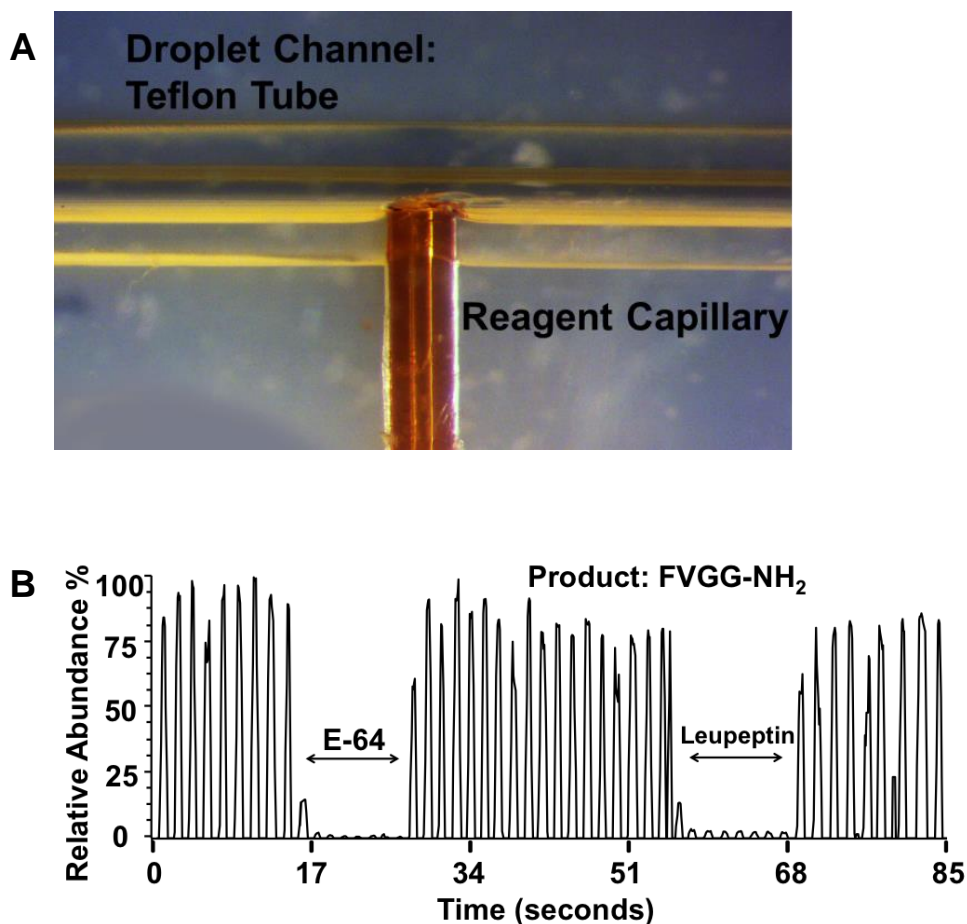 A
Droplet Channel:
Teflon Tube
Reagent Capillary
B
Product: FVGG-NH₂
Relative Abundance %
100
75
50
25
0
E-64
Leupeptin
0 17 34 51 68 85
Time (seconds)